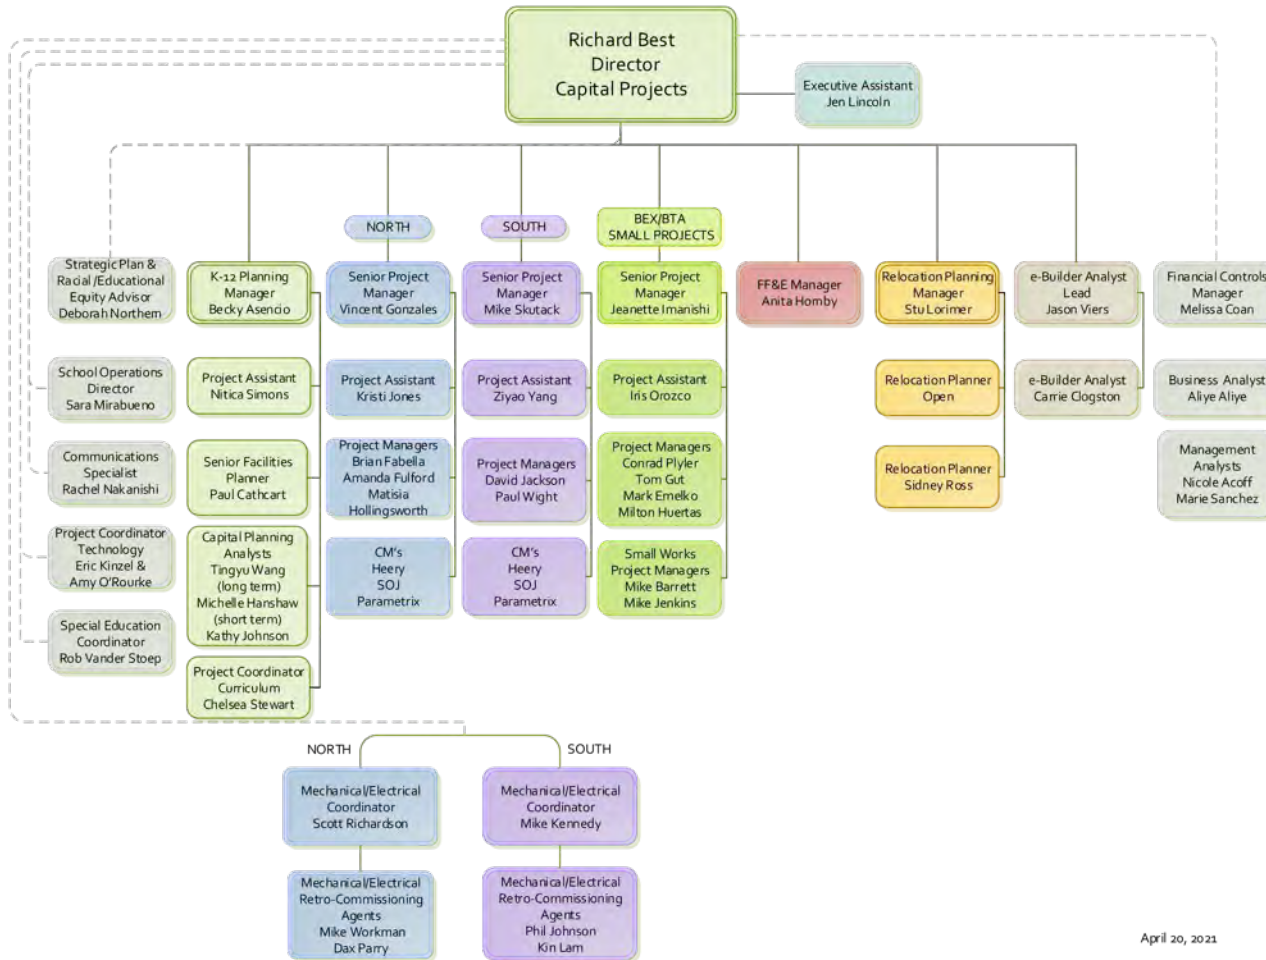 Richard Best
Director
Capital Projects
Executive Assistant
Jen Lincoln
NORTH
SOUTH
BEX/BTA
SMALL PROJECTS
Strategic Plan &
Racial /Educational
Equity Advisor
Deborah Northern
K-12 Planning
Manager
Becky Asencio
Senior Project
Manager
Vincent Gonzales
Senior Project
Manager
Mike Skutack
Senior Project
Manager
Jeanette Imanishi
FF&E Manager
Anita Hornby
Relocation Planning
Manager
Stu Lorimer
e-Builder Analyst
Lead
Jason Viers
Financial Controls
Manager
Melissa Coan
School Operations
Director
Sara Mirabueno
Project Assistant
Nitica Simons
Project Assistant
Kristi Jones
Project Assistant
Ziyao Yang
Project Assistant
Iris Orozco
Relocation Planner
Open
e-Builder Analyst
Carrie Clogston
Business Analyst
Aliye Aliye
Communications
Specialist
Rachel Nakanishi
Senior Facilities
Planner
Paul Cathcart
Project Managers
Brian Fabella
Amanda Fulford
Matisia
Hollingsworth
Project Managers
David Jackson
Paul Wight
Project Managers
Conrad Plyler
Tom Gut
Mark Emelko
Milton Huertas
Relocation Planner
Sidney Ross
Management
Analysts
Nicole Acoff
Marie Sanchez
Project Coordinator
Technology
Eric Kinzel &
Amy O'Rourke
Capital Planning
Analysts
Tingyu Wang
(long term)
Michelle Hanshaw
(short term)
Kathy Johnson
CM's
Heery
SOJ
Parametrix
CM's
Heery
SOJ
Parametrix
Small Works
Project Managers
Mike Barrett
Mike Jenkins
Special Education
Coordinator
Rob Vander Stoep
Project Coordinator
Curriculum
Chelsea Stewart
NORTH
SOUTH
Mechanical/Electrical
Coordinator
Scott Richardson
Mechanical/Electrical
Coordinator
Mike Kennedy
Mechanical/Electrical
Retro-Commissioning
Agents
Mike Workman
Dax Parry
Mechanical/Electrical
Retro-Commissioning
Agents
Phil Johnson
Kin Lam
April 20, 2021